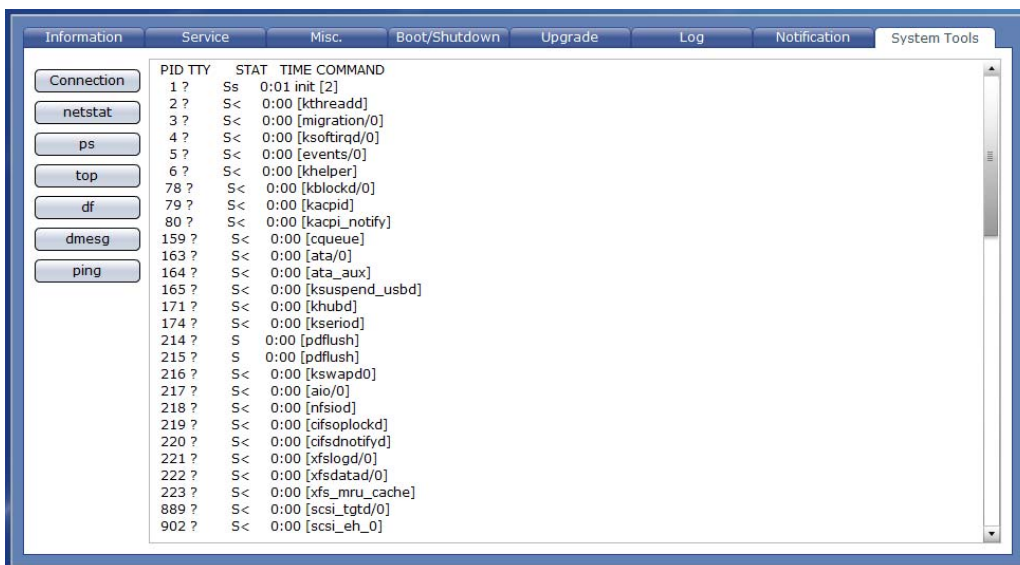 Information Service Misc. Boot/Shutdown Upgrade Log Notification System Tools
Connection
netstat
ps
top
df
dmesg
ping
PID TTY STAT TIME COMMAND
1 ? Ss 0:01 init [2]
2 ? S< 0:00 [kthreadd]
3 ? S< 0:00 [migration/0]
4 ? S< 0:00 [ksoftirqd/0]
5 ? S< 0:00 [events/0]
6 ? S< 0:00 [khelper]
78 ? S< 0:00 [kblockd/0]
79 ? S< 0:00 [kacpid]
80 ? S< 0:00 [kacpi_notify]
159 ? S< 0:00 [cqueue]
163 ? S< 0:00 [ata/0]
164 ? S< 0:00 [ata_aux]
165 ? S< 0:00 [ksuspend_usbd]
171 ? S< 0:00 [khubd]
174 ? S< 0:00 [kseriod]
214 ? S 0:00 [pdflush]
215 ? S 0:00 [pdflush]
216 ? S< 0:00 [kswapd0]
217 ? S< 0:00 [aio/0]
218 ? S< 0:00 [nfsiod]
219 ? S< 0:00 [cifsoplockd]
220 ? S< 0:00 [cifsdnotifyd]
221 ? S< 0:00 [xfslogd/0]
222 ? S< 0:00 [xfsdatad/0]
223 ? S< 0:00 [xfs_mru_cache]
889 ? S< 0:00 [scsi_tgtd/0]
902 ? S< 0:00 [scsi_eh_0]